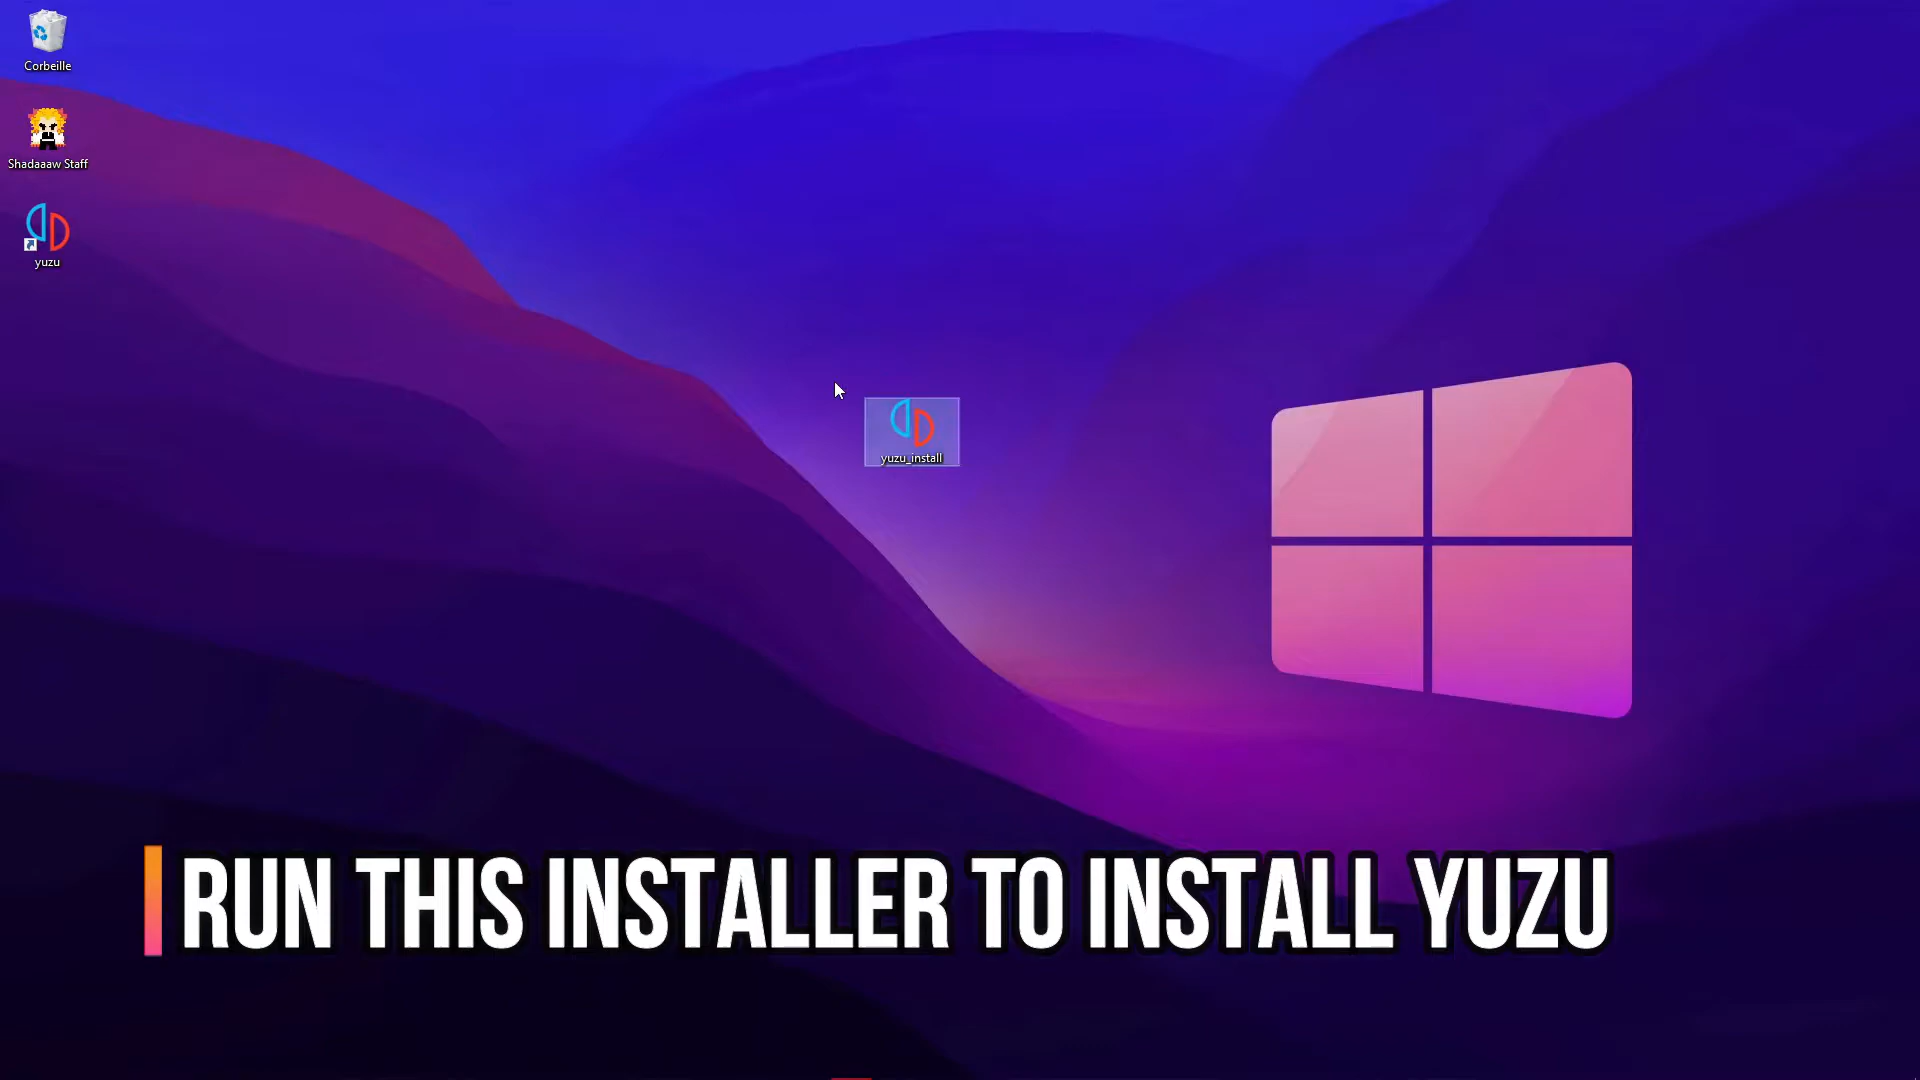 Corbeille
Shadaaaw Staff
yuzu
yuzu_install
RUN THIS INSTALLER TO INSTALL YUZU